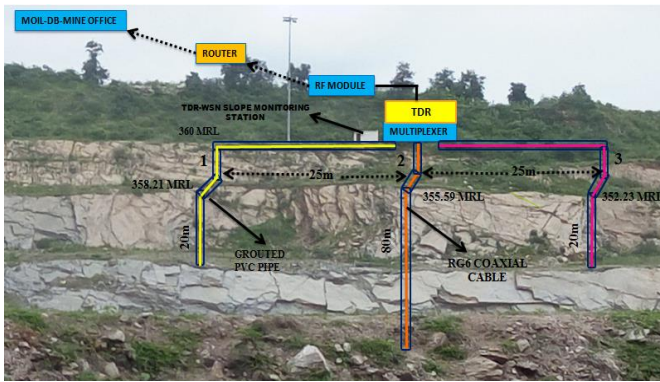 MOIL-DB-MINE OFFICE
ROUTER
RF MODULE
TDR-WSN SLOPE MONITORING
STATION
TDR
MULTIPLEXER
360 MRL
1
2
3
25m
25m
358.21 MRL
355.59 MRL
352.23 MRL
20m
80m
20m
GROUTED
PVC PIPE
RG6 COAXIAL
CABLE